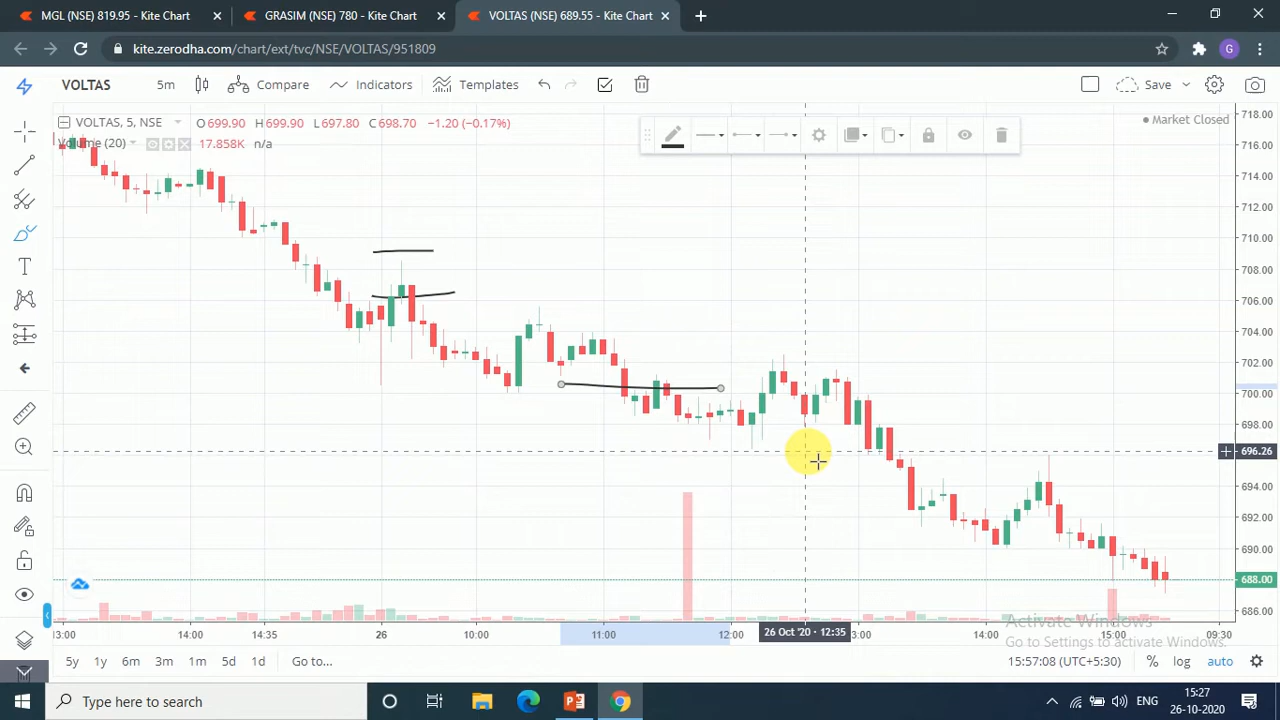 MGL (NSE) 819.95 - Kite Chart × GRASIM (NSE) 780 - Kite Chart × VOLTAS (NSE) 689.55 - Kite Chart × +
kite.zerodha.com/chart/ext/tvc/NSE/VOLTAS/951809 G
VOLTAS 5m Compare Indicators Templates Save
VOLTAS, 5, NSE O 699.90 H 699.90 L 697.80 C 698.70 −1.20 (−0.17%)
Market Closed
Volume (20) 17.858K n/a
718.00
716.00
714.00
712.00
710.00
708.00
706.00
704.00
702.00
700.00
698.00
696.26
694.00
692.00
690.00
688.00
686.00
13:00 14:00 14:35 26 10:00 11:00 12:00 26 Oct '20 - 12:35 3:00 14:00 15:00 09:30
Activate Windows
Go to Settings to activate Windows.
5y 1y 6m 3m 1m 5d 1d Go to... 15:57:08 (UTC+5:30) % log auto
Type here to search ENG 15:27
26-10-2020